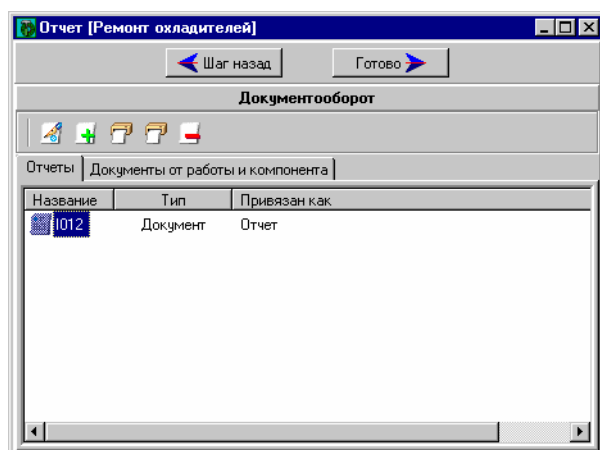 Отчет [Ремонт охладителей]
Шаг назад Готово
Документооборот
Отчеты Документы от работы и компонента
Название Тип Привязан как
I012 Документ Отчет